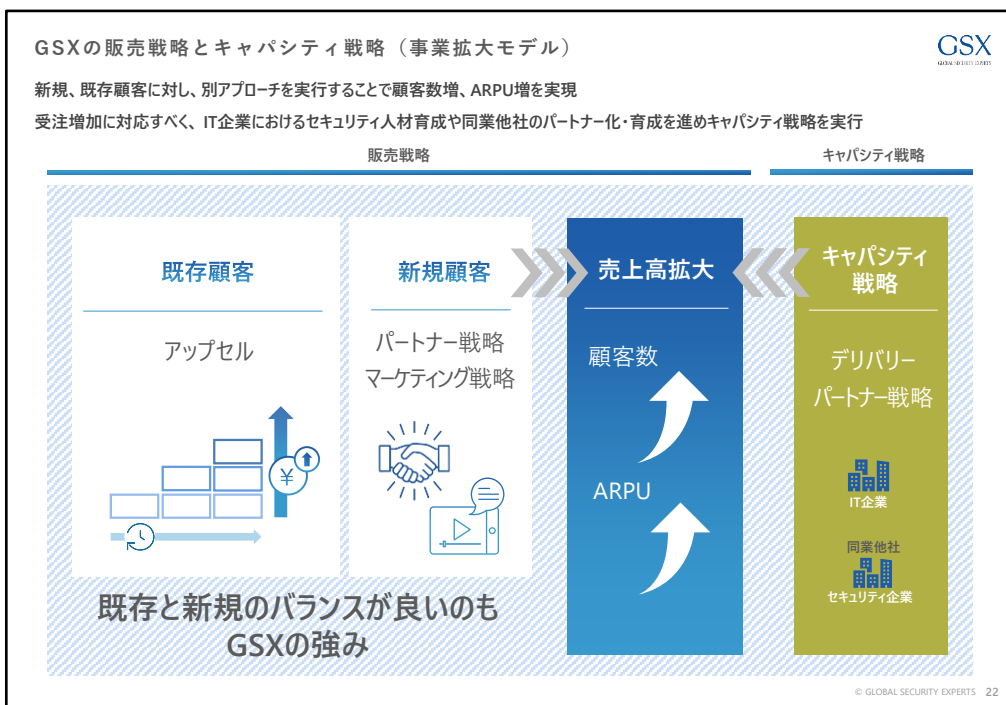 GSXの販売戦略とキャパシティ戦略（事業拡大モデル）
GSX
GLOBAL SECURITY EXPERTS
新規、既存顧客に対し、別アプローチを実行することで顧客数増、ARPU増を実現
受注増加に対応すべく、IT企業におけるセキュリティ人材育成や同業他社のパートナー化・育成を進めキャパシティ戦略を実行
販売戦略
キャパシティ戦略
既存顧客
アップセル
¥
新規顧客
パートナー戦略
マーケティング戦略
既存と新規のバランスが良いのも
GSXの強み
売上高拡大
顧客数
ARPU
キャパシティ
戦略
デリバリー
パートナー戦略
IT企業
同業他社
セキュリティ企業
© GLOBAL SECURITY EXPERTS 22